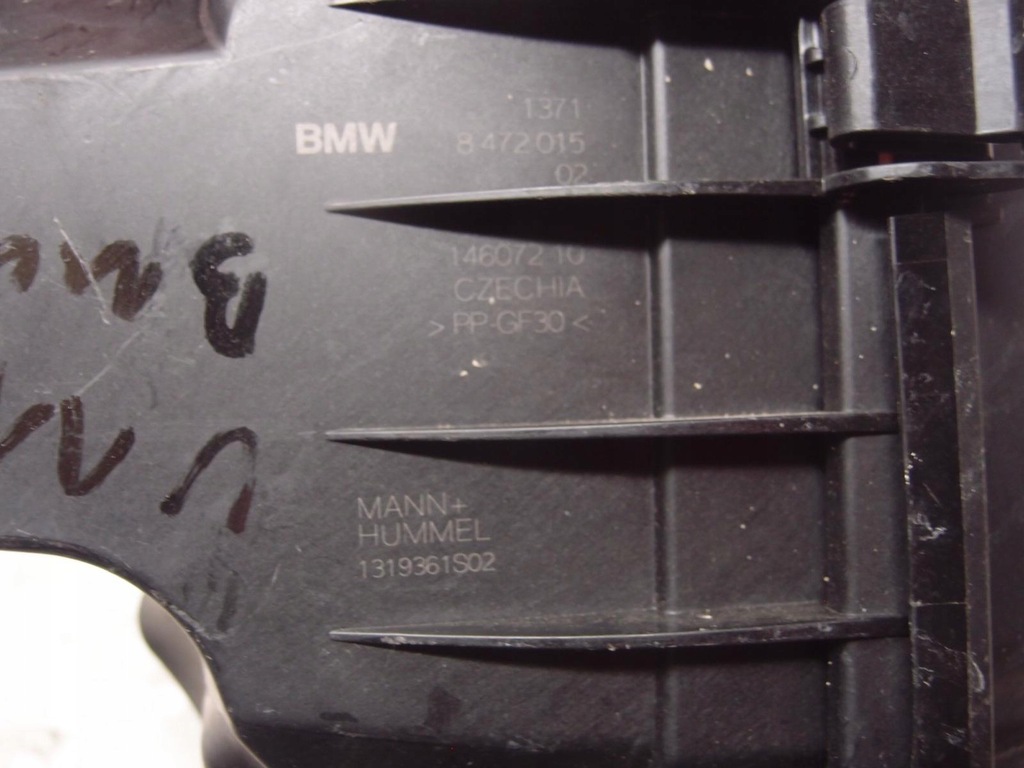 1371
BMW 8 472 015
02
146072 10
CZECHIA
> PP-GF30 <
MANN+
HUMMEL
1319361S02